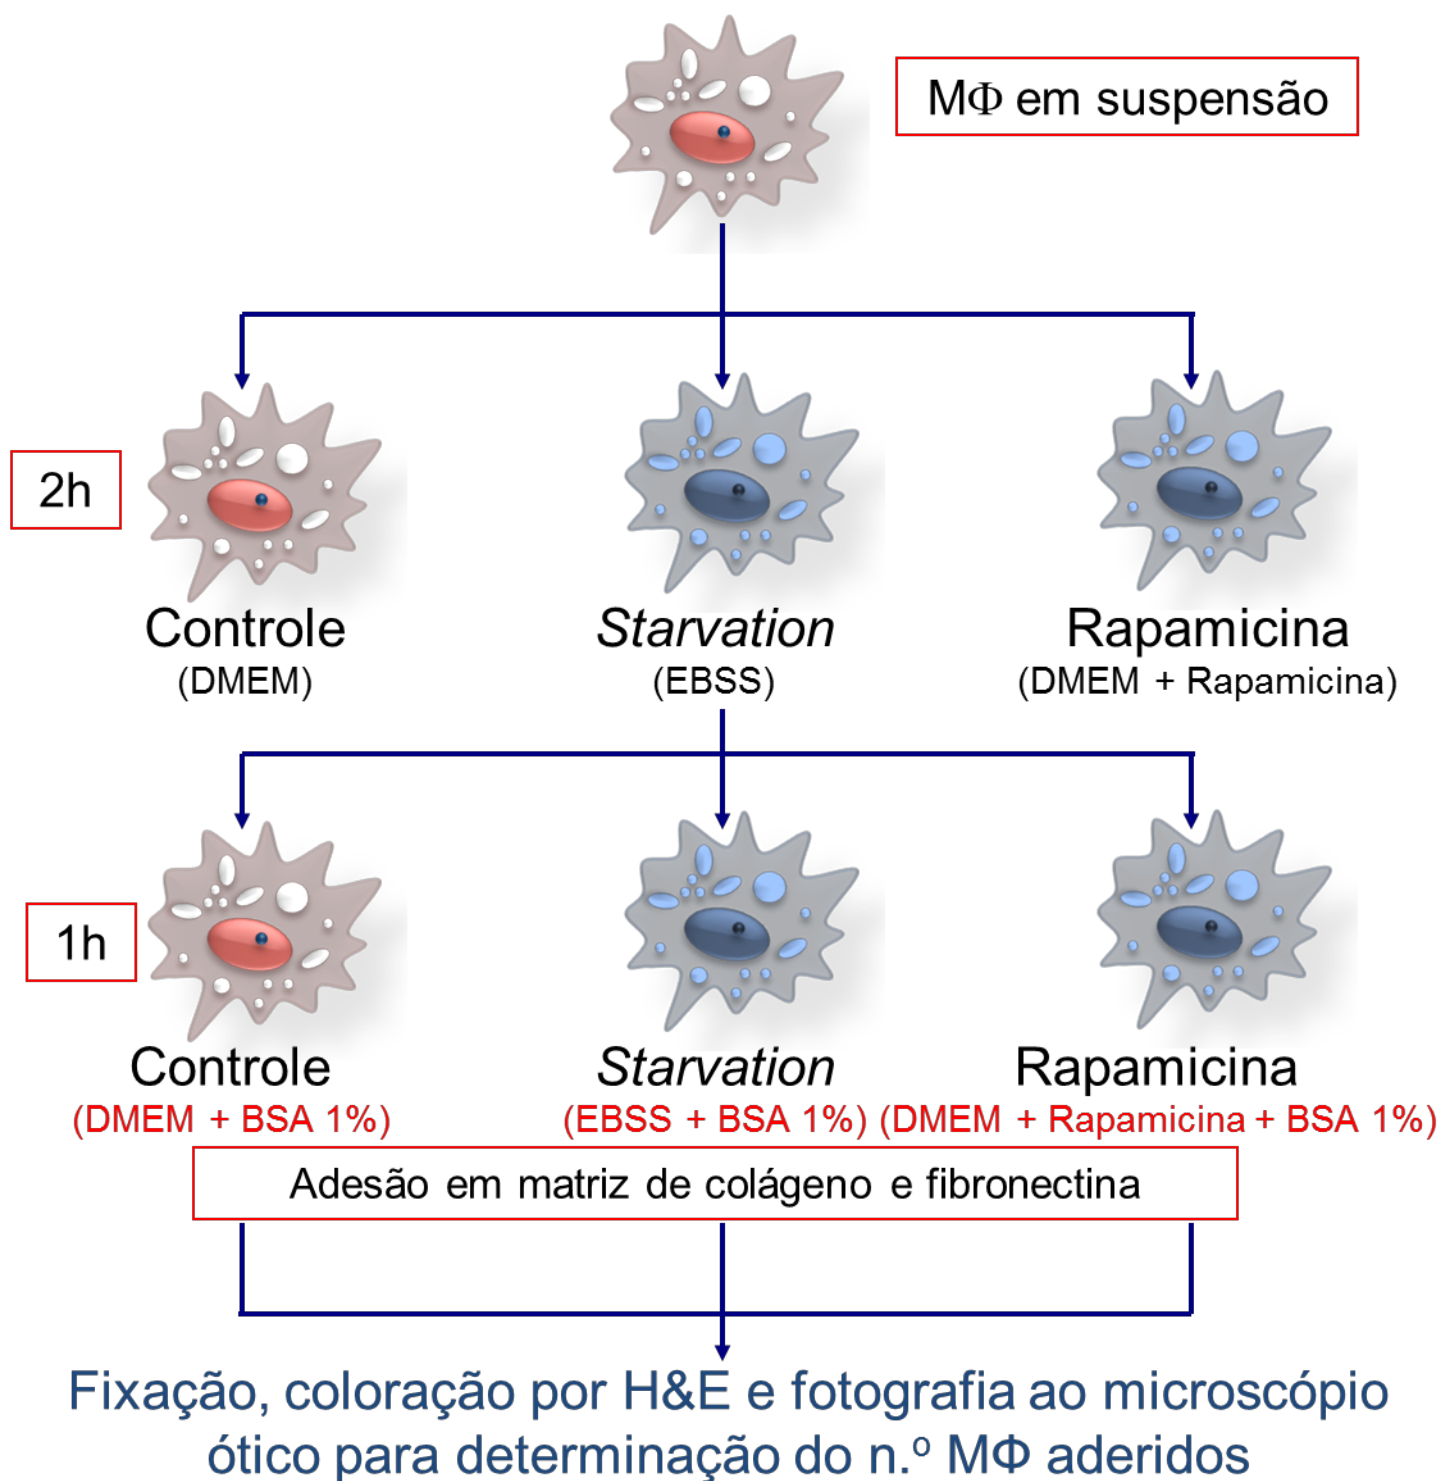 MΦ em suspensão
2h
Controle
(DMEM)
Starvation
(EBSS)
Rapamicina
(DMEM + Rapamicina)
1h
Controle
(DMEM + BSA 1%)
Starvation
(EBSS + BSA 1%)
Rapamicina
(DMEM + Rapamicina + BSA 1%)
Adesão em matriz de colágeno e fibronectina
Fixação, coloração por H&E e fotografia ao microscópio
ótico para determinação do n.º MΦ aderidos